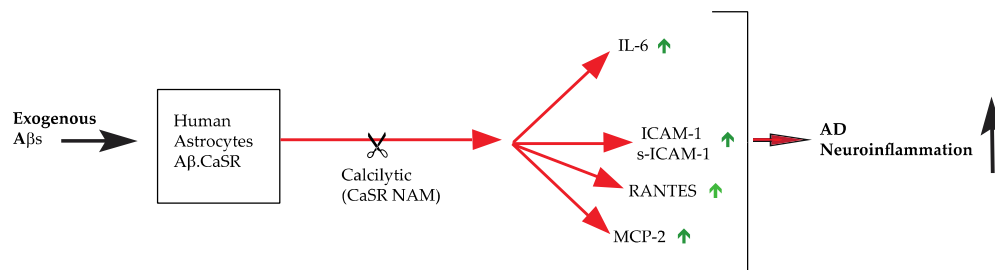 Exogenous
Aβs
Human
Astrocytes
Aβ.CaSR
Calcilytic
(CaSR NAM)
IL-6
ICAM-1
s-ICAM-1
RANTES
MCP-2
AD
Neuroinflammation